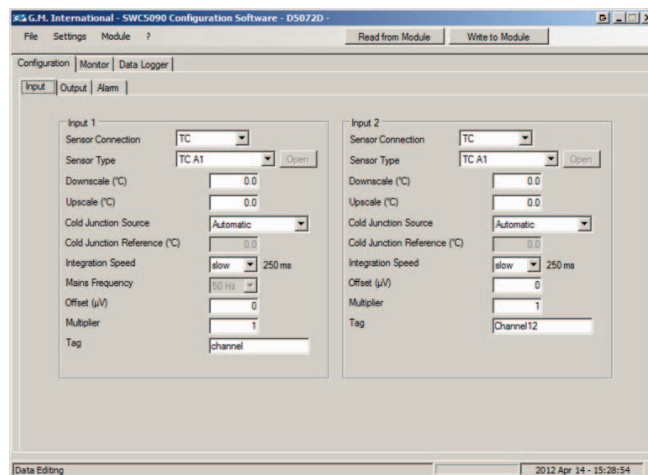 G.M. International - SWC5090 Configuration Software - D5072D -
File Settings Module ? Read from Module Write to Module
Configuration Monitor Data Logger
Input Output Alarm
Input 1
Sensor Connection TC
Sensor Type TC A1 Open
Downscale (°C) 0.0
Upscale (°C) 0.0
Cold Junction Source Automatic
Cold Junction Reference (°C) 0.0
Integration Speed slow 250 ms
Mains Frequency 50 Hz
Offset (µV) 0
Multiplier 1
Tag channel
Input 2
Sensor Connection TC
Sensor Type TC A1 Open
Downscale (°C) 0.0
Upscale (°C) 0.0
Cold Junction Source Automatic
Cold Junction Reference (°C) 0.0
Integration Speed slow 250 ms
Offset (µV) 0
Multiplier 1
Tag Channel12
Data Editing 2012 Apr 14 - 15:28:54